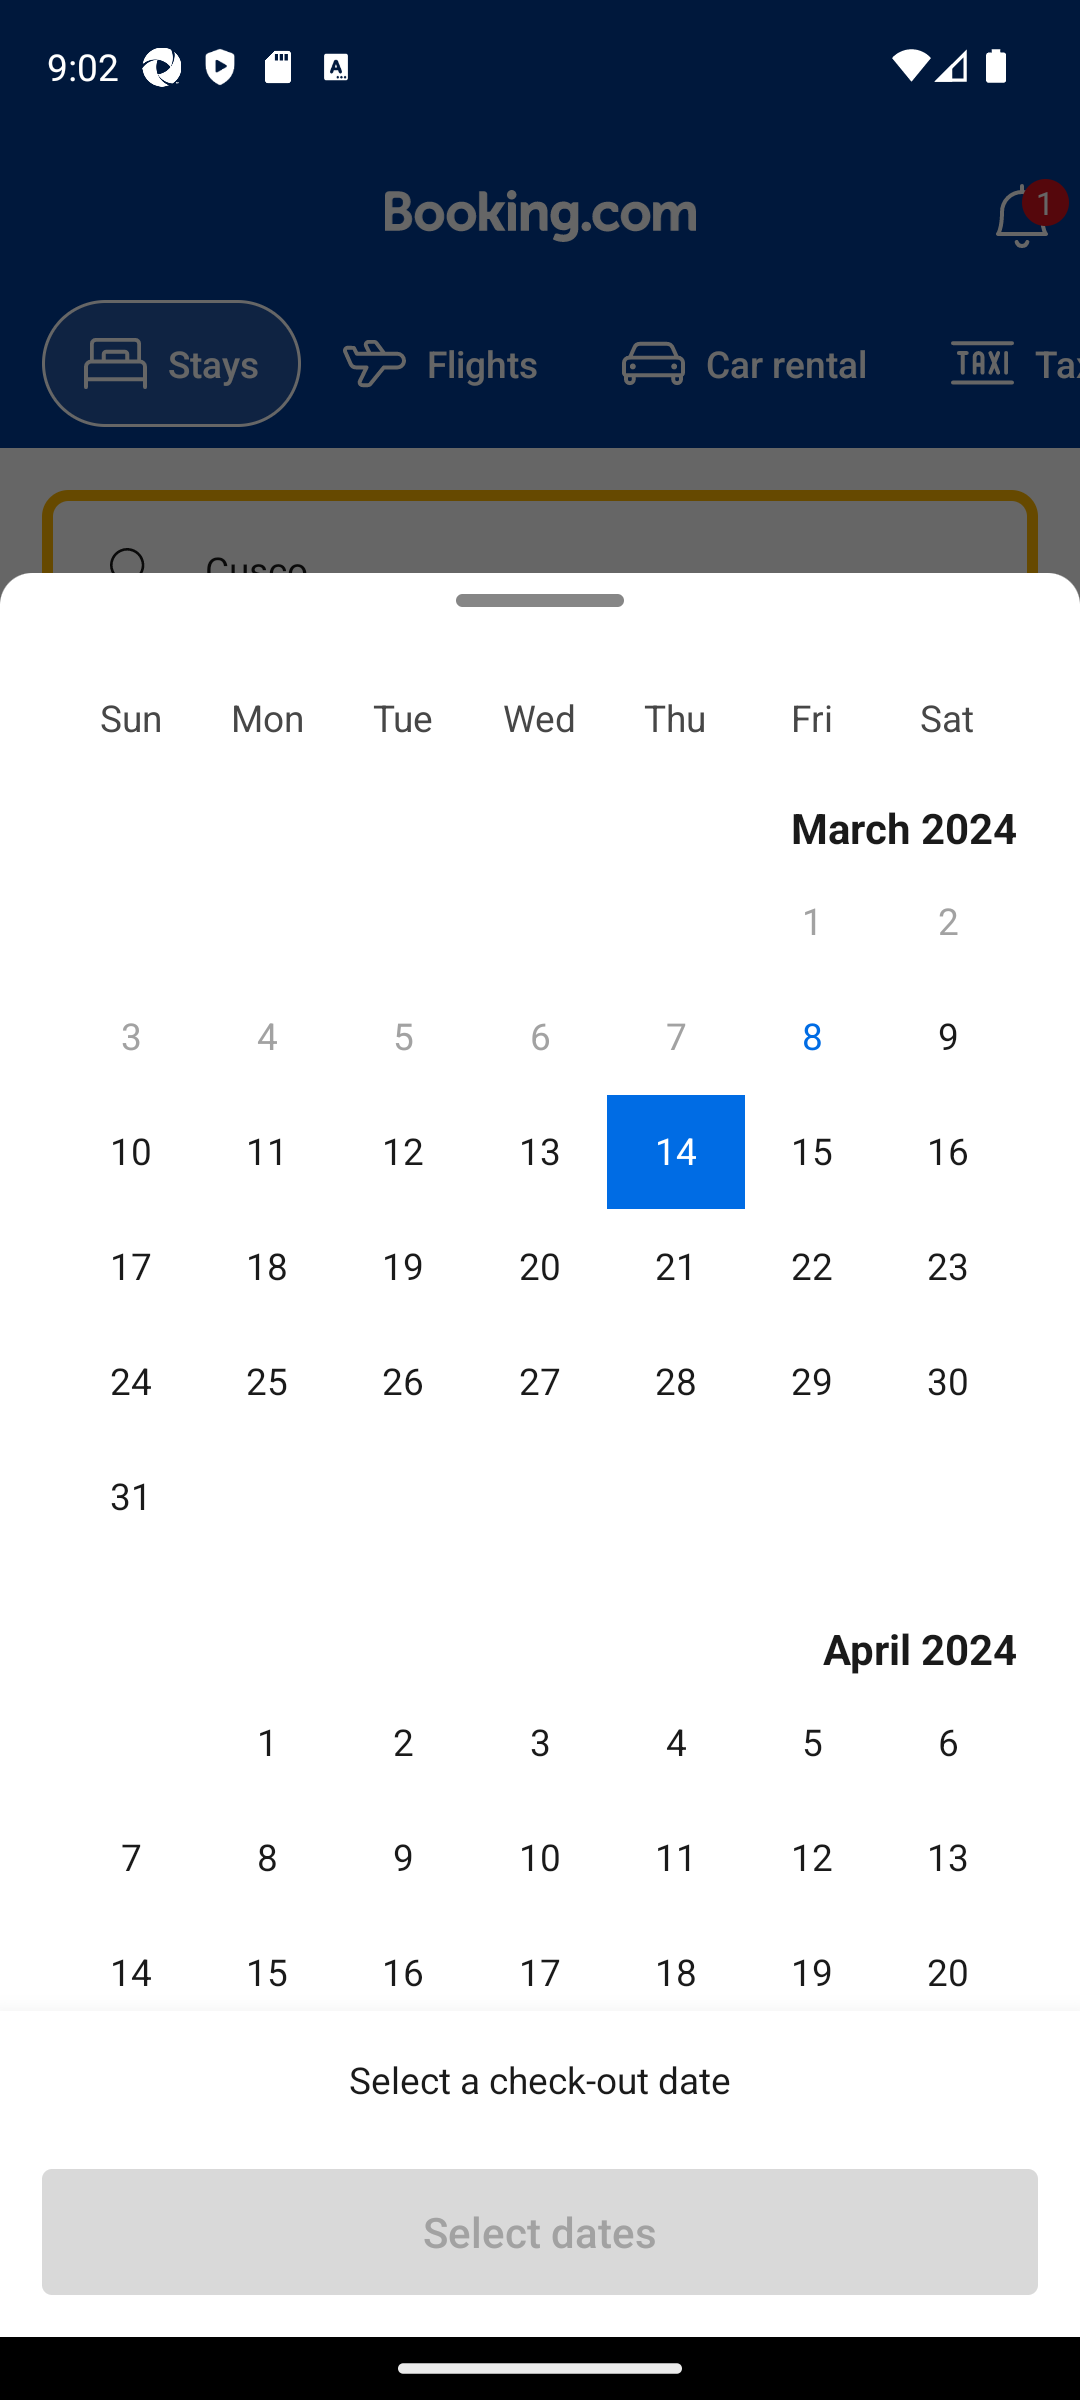 9:02
Booking.com
1
Stays Flights Car rental Tax
Cusco
Sun Mon Tue Wed Thu Fri Sat
March 2024
1 2
3 4 5 6 7 8 9
10 11 12 13 14 15 16
17 18 19 20 21 22 23
24 25 26 27 28 29 30
31
April 2024
1 2 3 4 5 6
7 8 9 10 11 12 13
14 15 16 17 18 19 20
Select a check-out date
Select dates